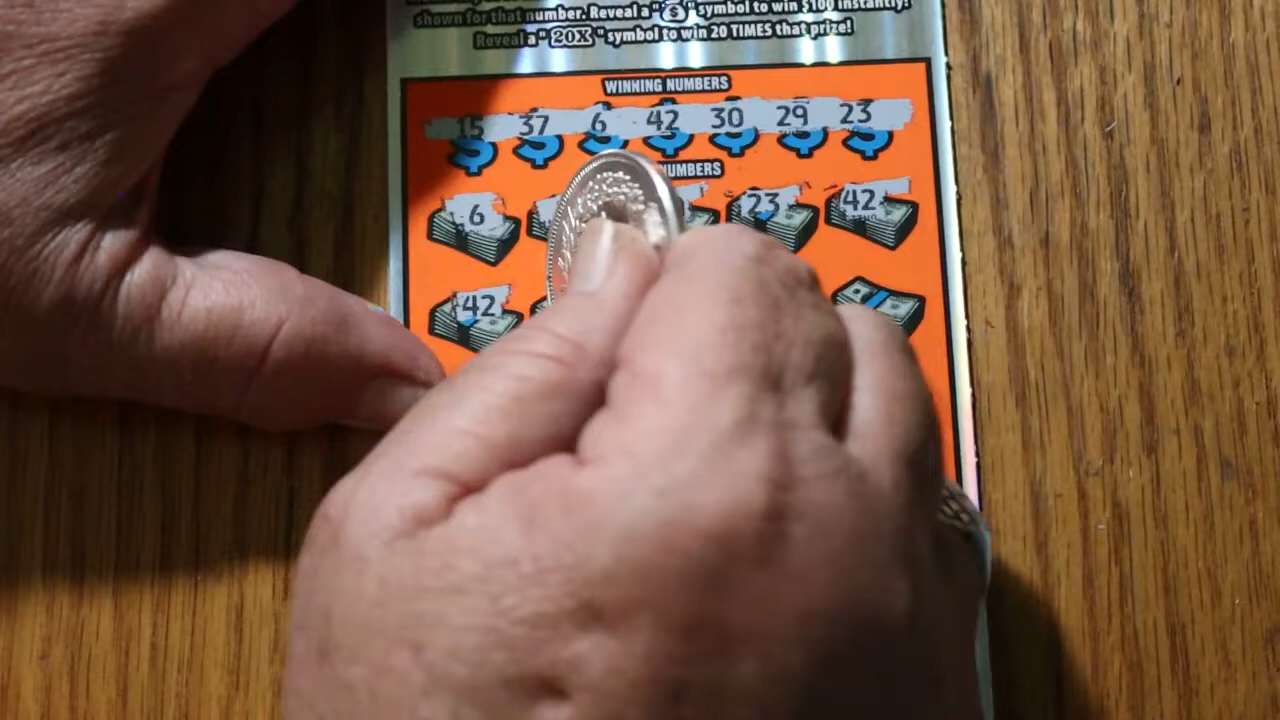 shown for that number. Reveal a "$" symbol to win $100 instantly!
Reveal a "20X" symbol to win 20 TIMES that prize!
WINNING NUMBERS
15 37 6 42 30 29 23
NUMBERS
6 23 42
42